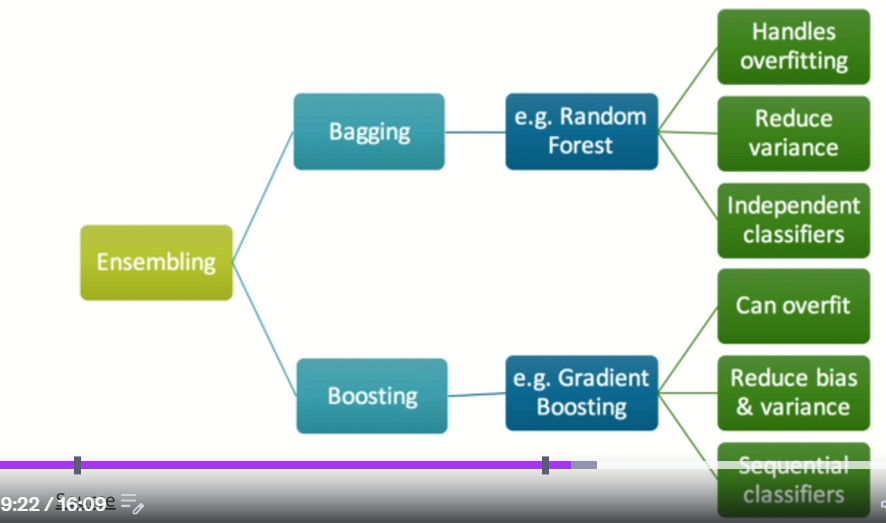 Handles
overfitting
Bagging
e.g. Random
Forest
Reduce
variance
Independent
classifiers
Ensembling
Can overfit
Boosting
e.g. Gradient
Boosting
Reduce bias
& variance
Sequential
classifiers
9:22 / 16:09